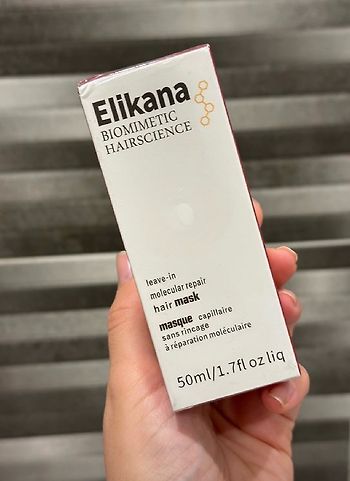 Elikana
BIOMIMETIC
HAIRSCIENCE
leave-in
molecular repair
hair mask
masque capillaire
sans rincage
à réparation moléculaire
50ml/1.7fl oz liq